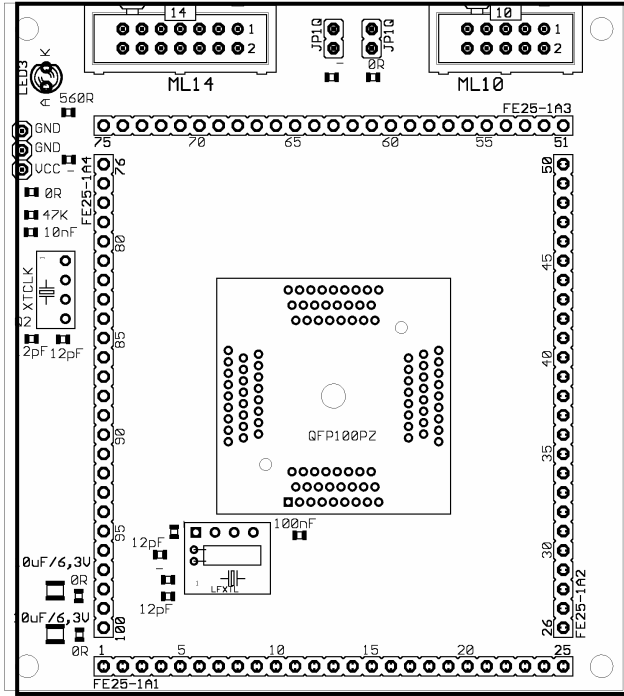 14
10
1
2
1
2
JP1Q
JP1Q
-
0R
ML14
ML10
K
LED3
A
560R
FE25-1A3
GND
GND
VCC
-
75
70
65
60
55
51
FE25-1A4
76
50
0R
47K
10nF
80
45
XTCLK
12pF
12pF
85
40
90
QFP100PZ
35
100nF
95
12pF
30
10uF/6,3V
0R
-
LFXTL
12pF
10uF/6,3V
0R
100
26
FE25-1A2
1
5
10
15
20
25
FE25-1A1